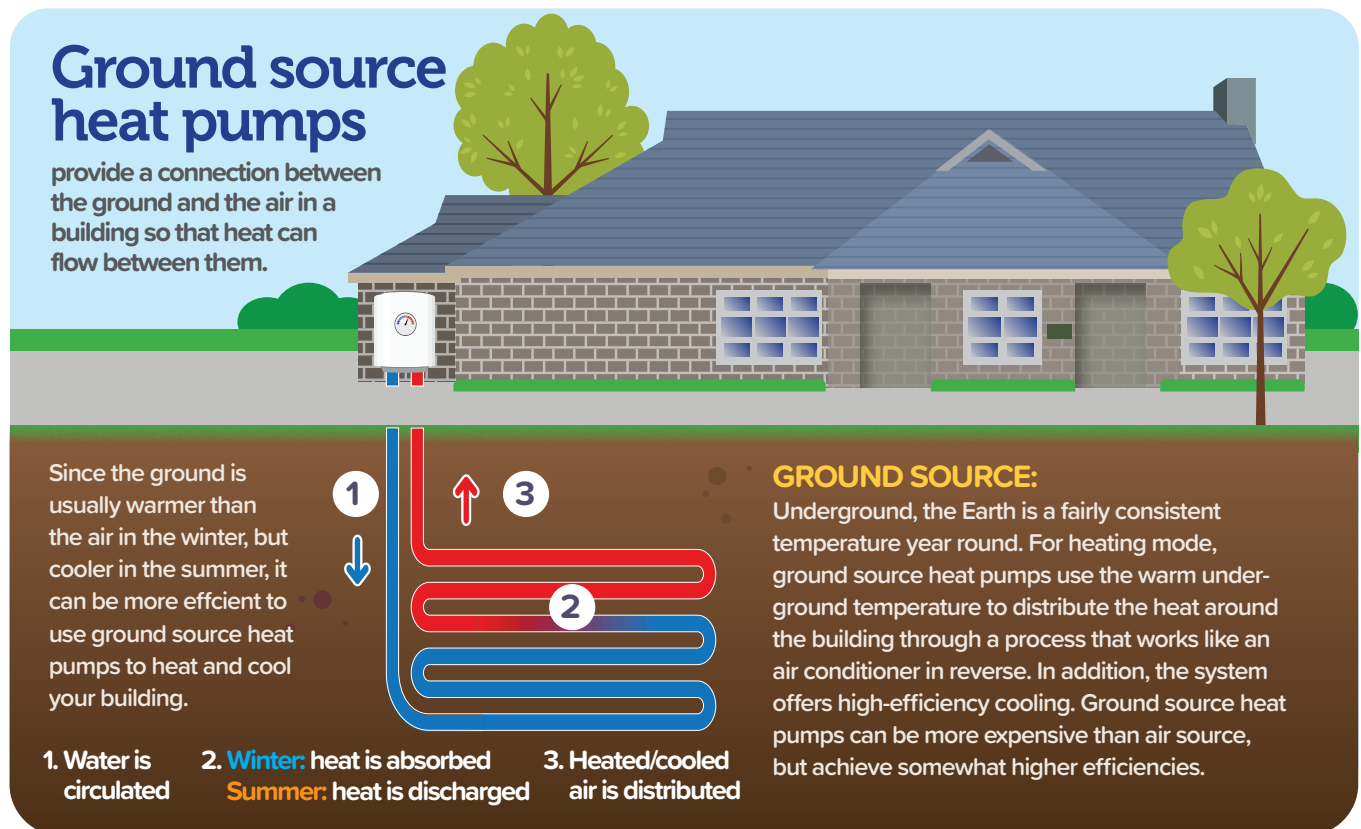 Ground source
heat pumps
provide a connection between
the ground and the air in a
building so that heat can
flow between them.
Since the ground is
usually warmer than
the air in the winter, but
cooler in the summer, it
can be more effcient to
use ground source heat
pumps to heat and cool
your building.
1
3
2
1. Water is
circulated
2. Winter: heat is absorbed
Summer: heat is discharged
3. Heated/cooled
air is distributed
GROUND SOURCE:
Underground, the Earth is a fairly consistent
temperature year round. For heating mode,
ground source heat pumps use the warm under-
ground temperature to distribute the heat around
the building through a process that works like an
air conditioner in reverse. In addition, the system
offers high-efficiency cooling. Ground source heat
pumps can be more expensive than air source,
but achieve somewhat higher efficiencies.